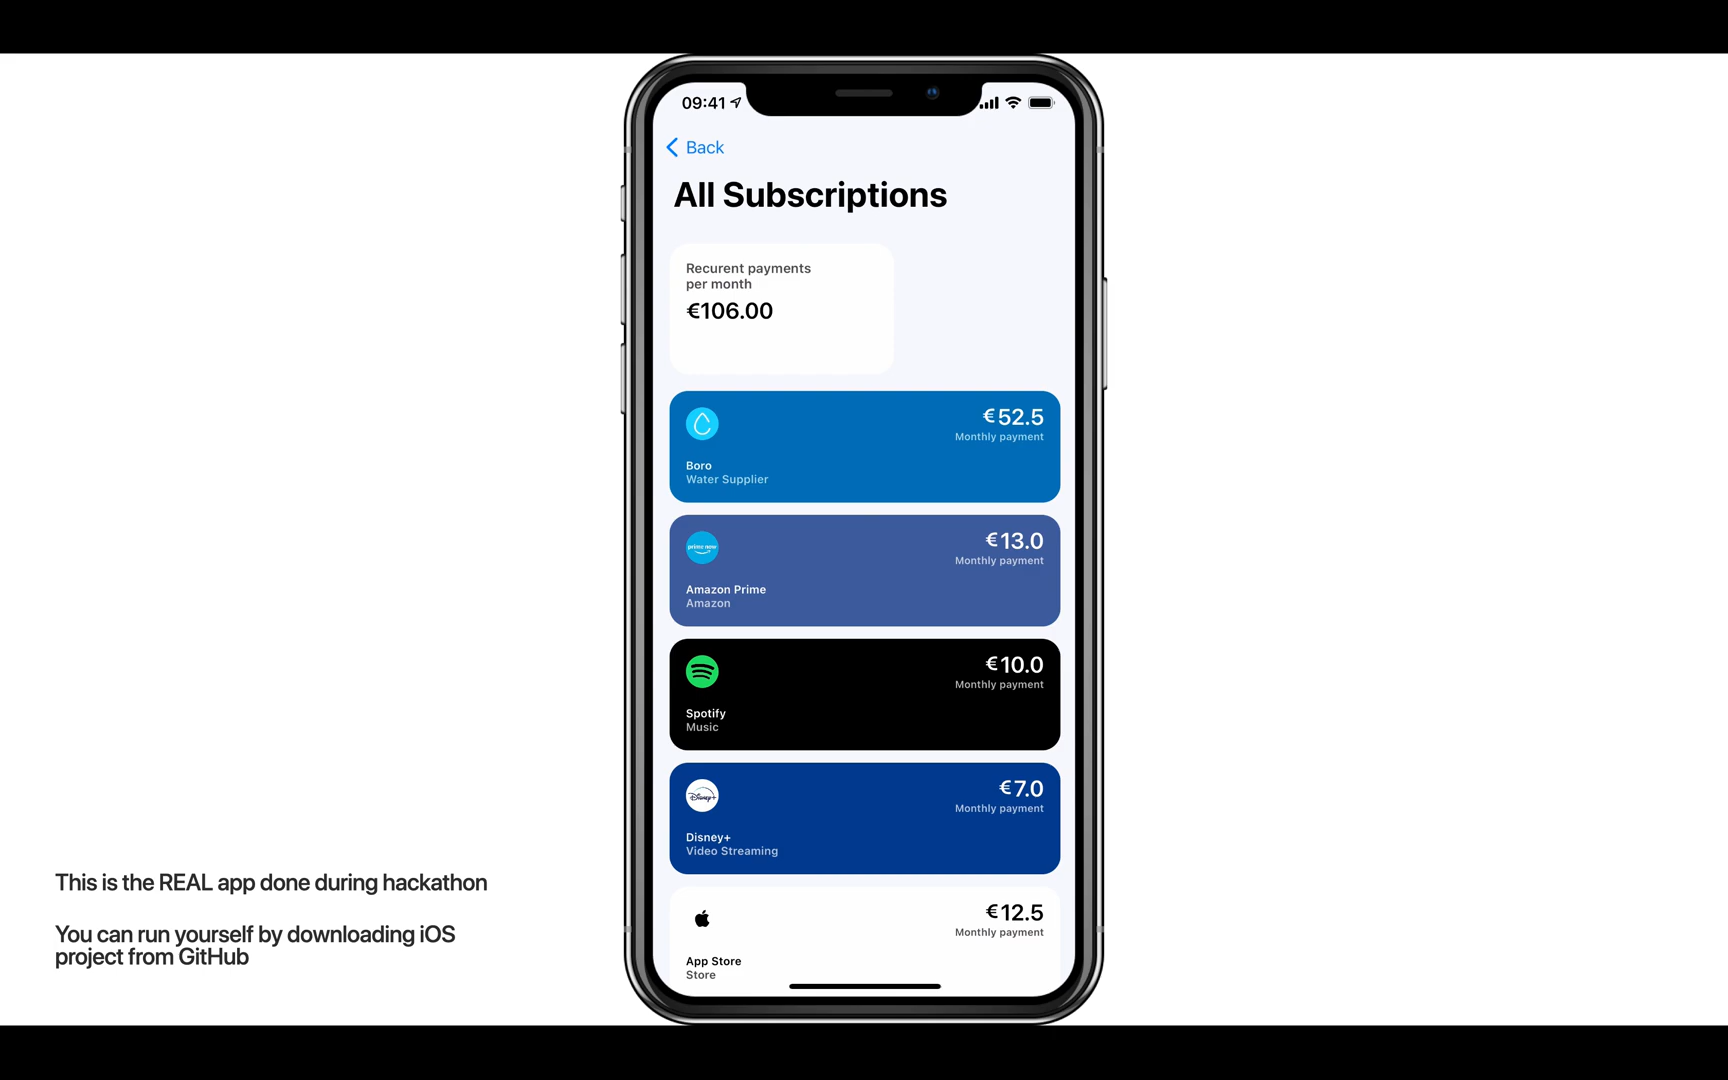 09:41
Back
All Subscriptions
Recurent payments
per month
€106.00
€52.5
Monthly payment
Boro
Water Supplier
prime now
€13.0
Monthly payment
Amazon Prime
Amazon
€10.0
Monthly payment
Spotify
Music
Disney+
€7.0
Monthly payment
Disney+
Video Streaming
€12.5
Monthly payment
App Store
Store
This is the REAL app done during hackathon
You can run yourself by downloading iOS
project from GitHub